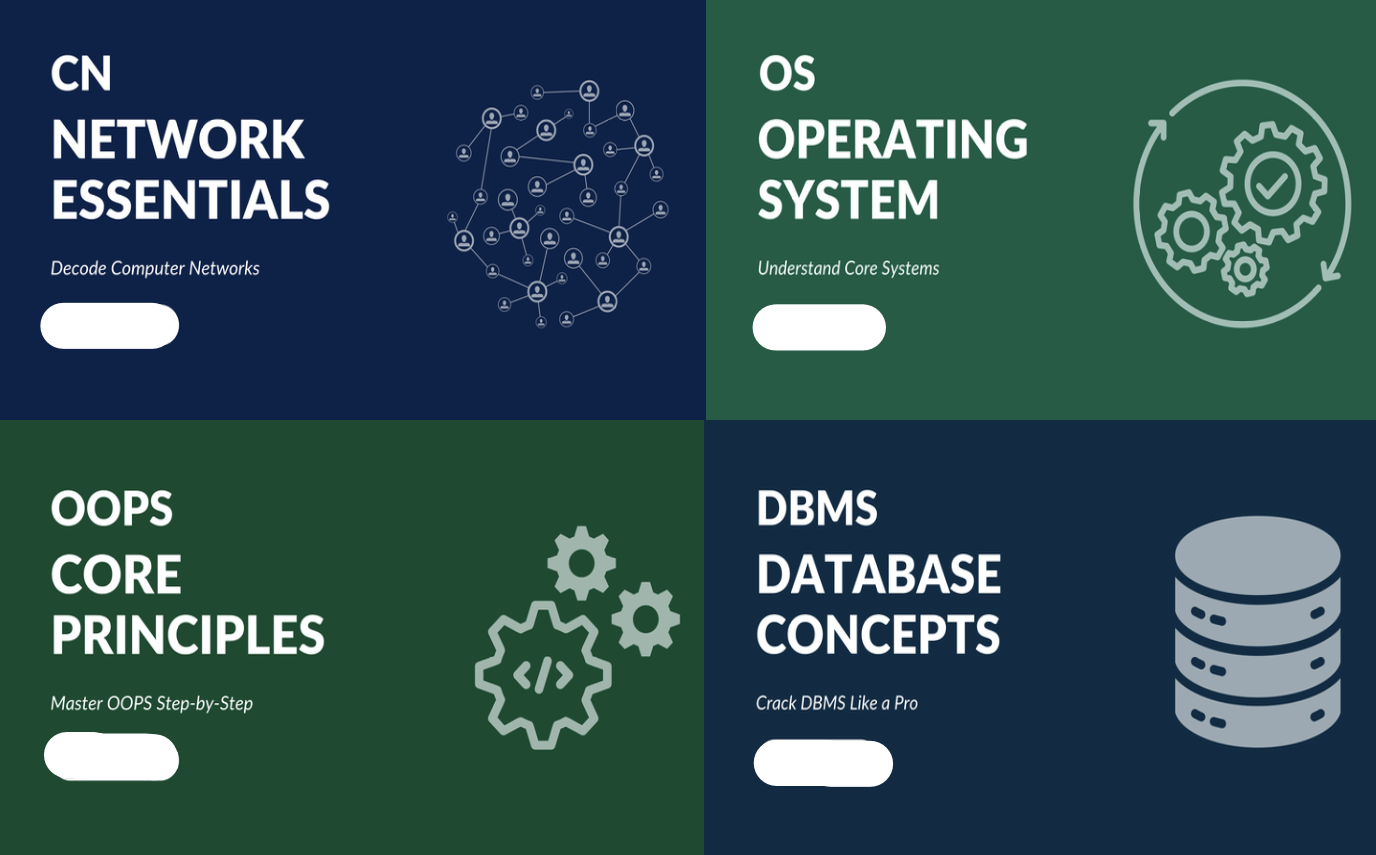 CN
NETWORK
ESSENTIALS
Decode Computer Networks
OS
OPERATING
SYSTEM
Understand Core Systems
OOPS
CORE
PRINCIPLES
Master OOPS Step-by-Step
</>
DBMS
DATABASE
CONCEPTS
Crack DBMS Like a Pro